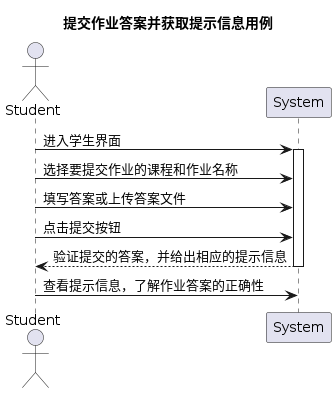 提交作业答案并获取提示信息用例
Student
System
进入学生界面
选择要提交作业的课程和作业名称
填写答案或上传答案文件
点击提交按钮
验证提交的答案，并给出相应的提示信息
查看提示信息，了解作业答案的正确性
Student
System